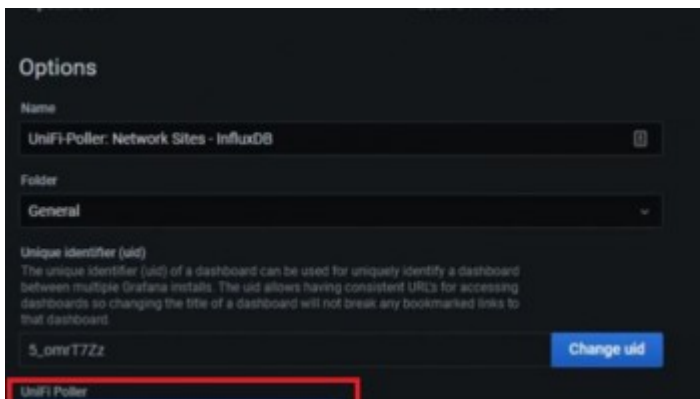 Options
Name
UniFi-Poller: Network Sites - InfluxDB
Folder
General
Unique identifier (uid)
The unique identifier (uid) of a dashboard can be used for uniquely identify a dashboard
between multiple Grafana installs. The uid allows having consistent URL's for accessing
dashboards so changing the title of a dashboard will not break any bookmarked links to
that dashboard.
5_omrT7Zz
Change uid
UniFi Poller